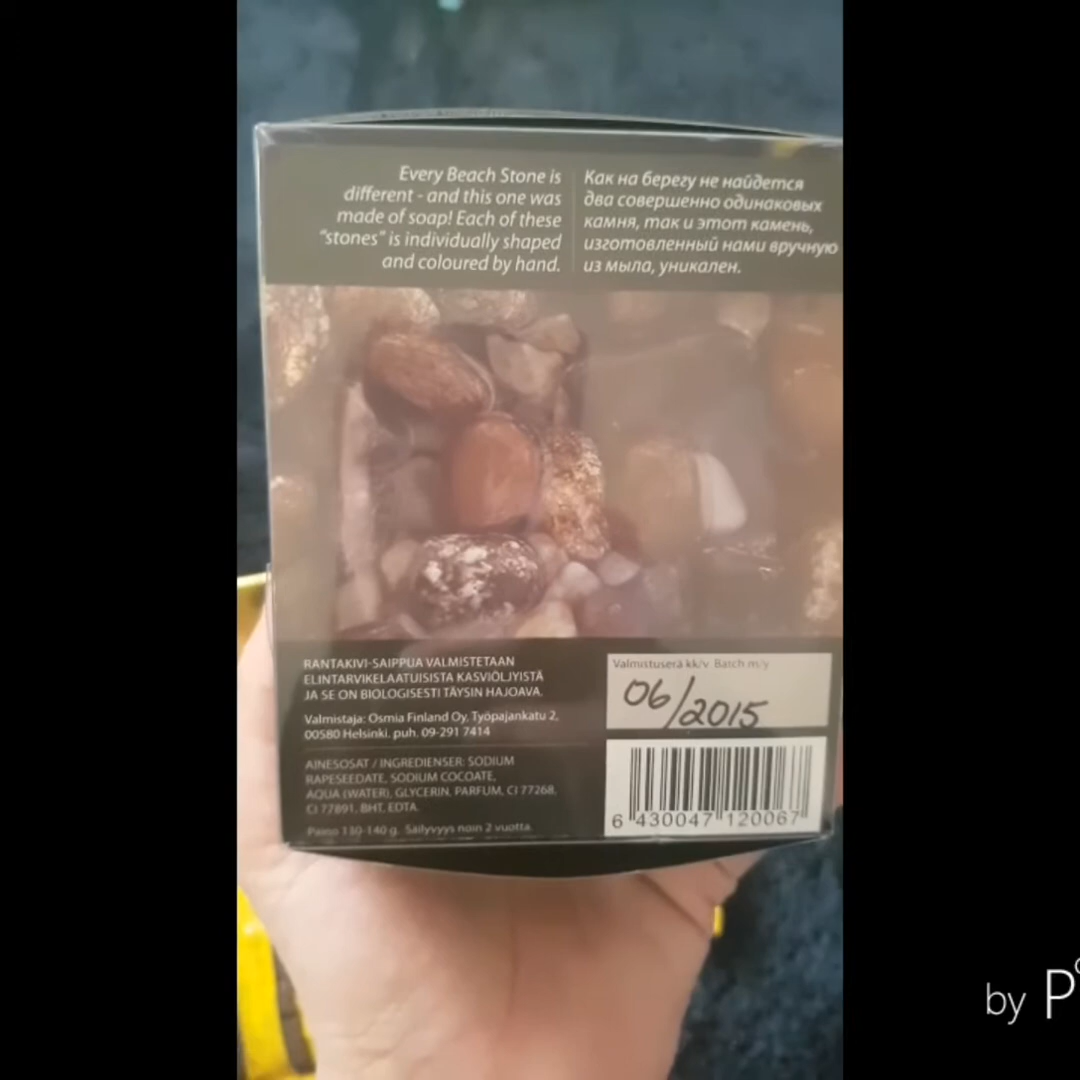 Every Beach Stone is
different - and this one was
made of soap! Each of these
"stones" is individually shaped
and coloured by hand.
Как на берегу не найдется
два совершенно одинаковых
камня, так и этот камень,
изготовленный нами вручную
из мыла, уникален.
RANTAKIVI-SAIPPUA VALMISTETAAN
ELINTARVIKELAATUISISTA KASVIÖLJYISTÄ
JA SE ON BIOLOGISESTI TÄYSIN HAJOAVA.
Valmistaja: Osmia Finland Oy, Työpajankatu 2,
00580 Helsinki. puh. 09-291 7414
AINESOSAT / INGREDIENSER: SODIUM
RAPESEEDATE, SODIUM COCOATE,
AQUA (WATER), GLYCERIN, PARFUM, CI 77268,
CI 77891, BHT, EDTA.
Paino 130-140 g. Säilyvyys noin 2 vuotta.
Valmistuserä kk/v. Batch m/y
06/2015
6 430047 120067
by P